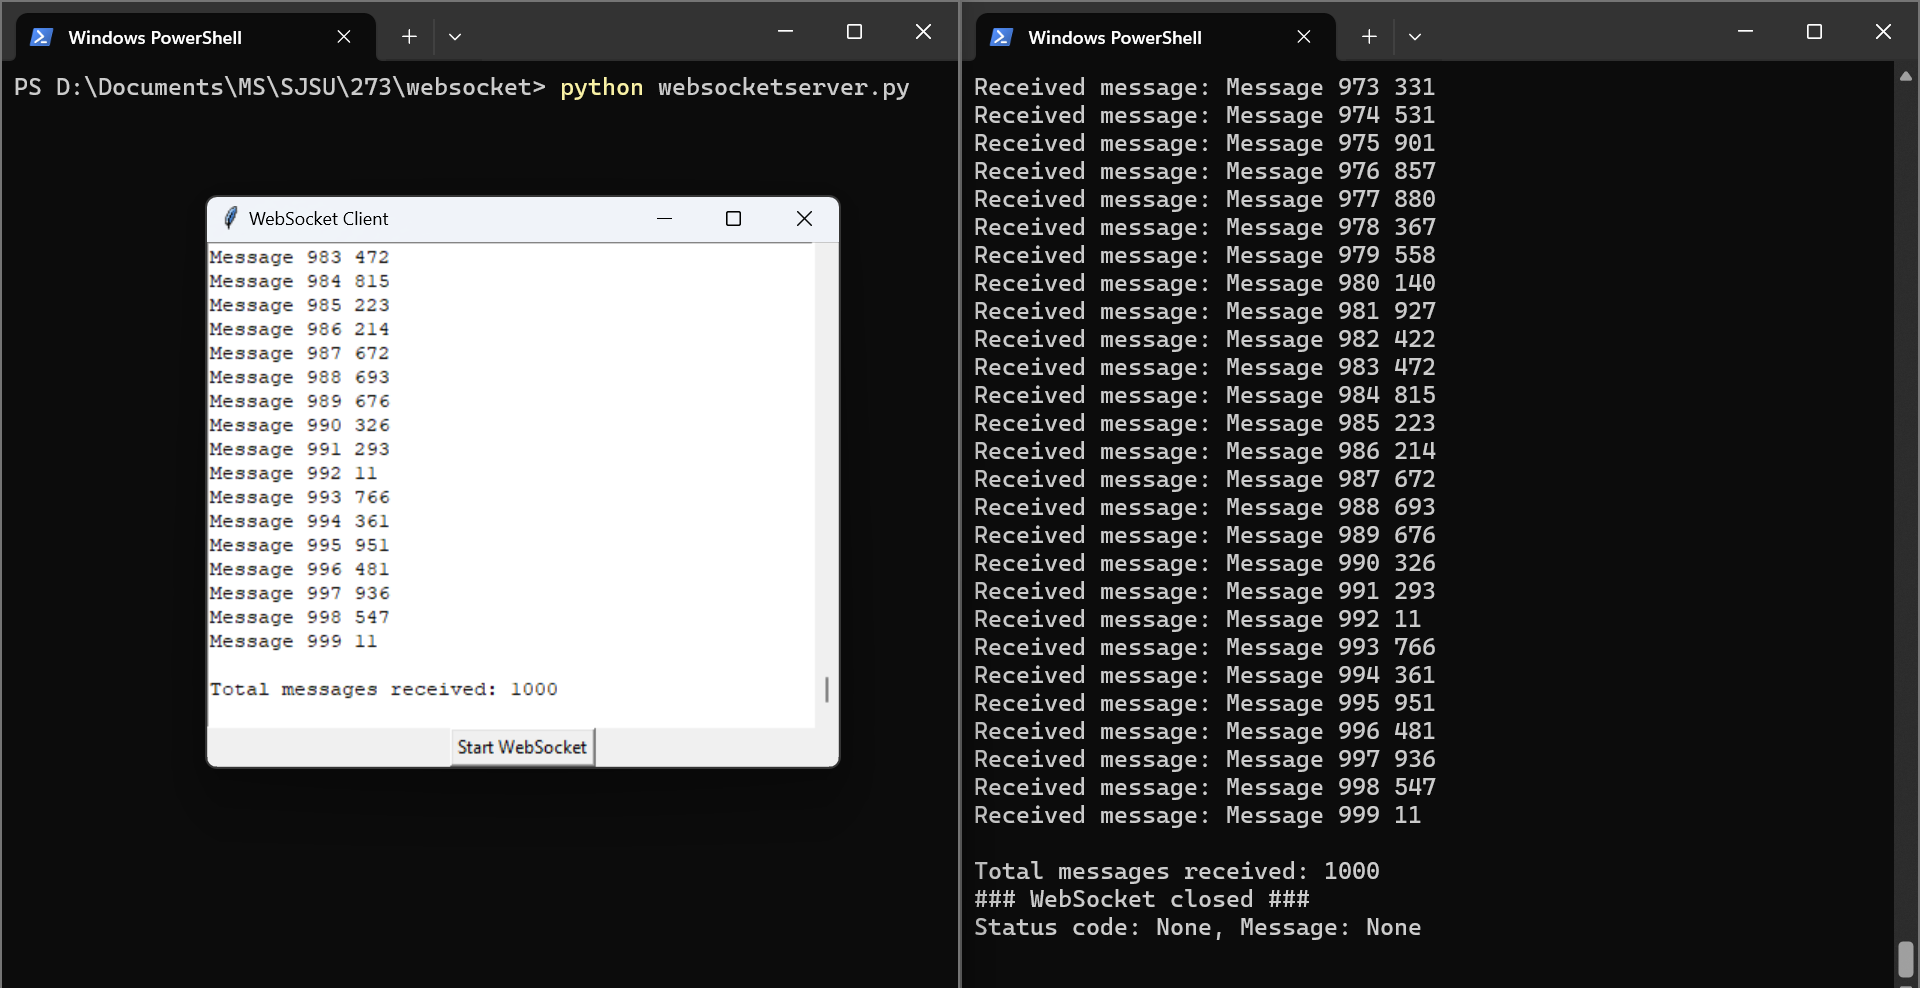 Windows PowerShell
PS D:\Documents\MS\SJSU\273\websocket> python websocketserver.py
WebSocket Client
Message 983 472
Message 984 815
Message 985 223
Message 986 214
Message 987 672
Message 988 693
Message 989 676
Message 990 326
Message 991 293
Message 992 11
Message 993 766
Message 994 361
Message 995 951
Message 996 481
Message 997 936
Message 998 547
Message 999 11
Total messages received: 1000
Start WebSocket
Windows PowerShell
Received message: Message 973 331
Received message: Message 974 531
Received message: Message 975 901
Received message: Message 976 857
Received message: Message 977 880
Received message: Message 978 367
Received message: Message 979 558
Received message: Message 980 140
Received message: Message 981 927
Received message: Message 982 422
Received message: Message 983 472
Received message: Message 984 815
Received message: Message 985 223
Received message: Message 986 214
Received message: Message 987 672
Received message: Message 988 693
Received message: Message 989 676
Received message: Message 990 326
Received message: Message 991 293
Received message: Message 992 11
Received message: Message 993 766
Received message: Message 994 361
Received message: Message 995 951
Received message: Message 996 481
Received message: Message 997 936
Received message: Message 998 547
Received message: Message 999 11
Total messages received: 1000
### WebSocket closed ###
Status code: None, Message: None